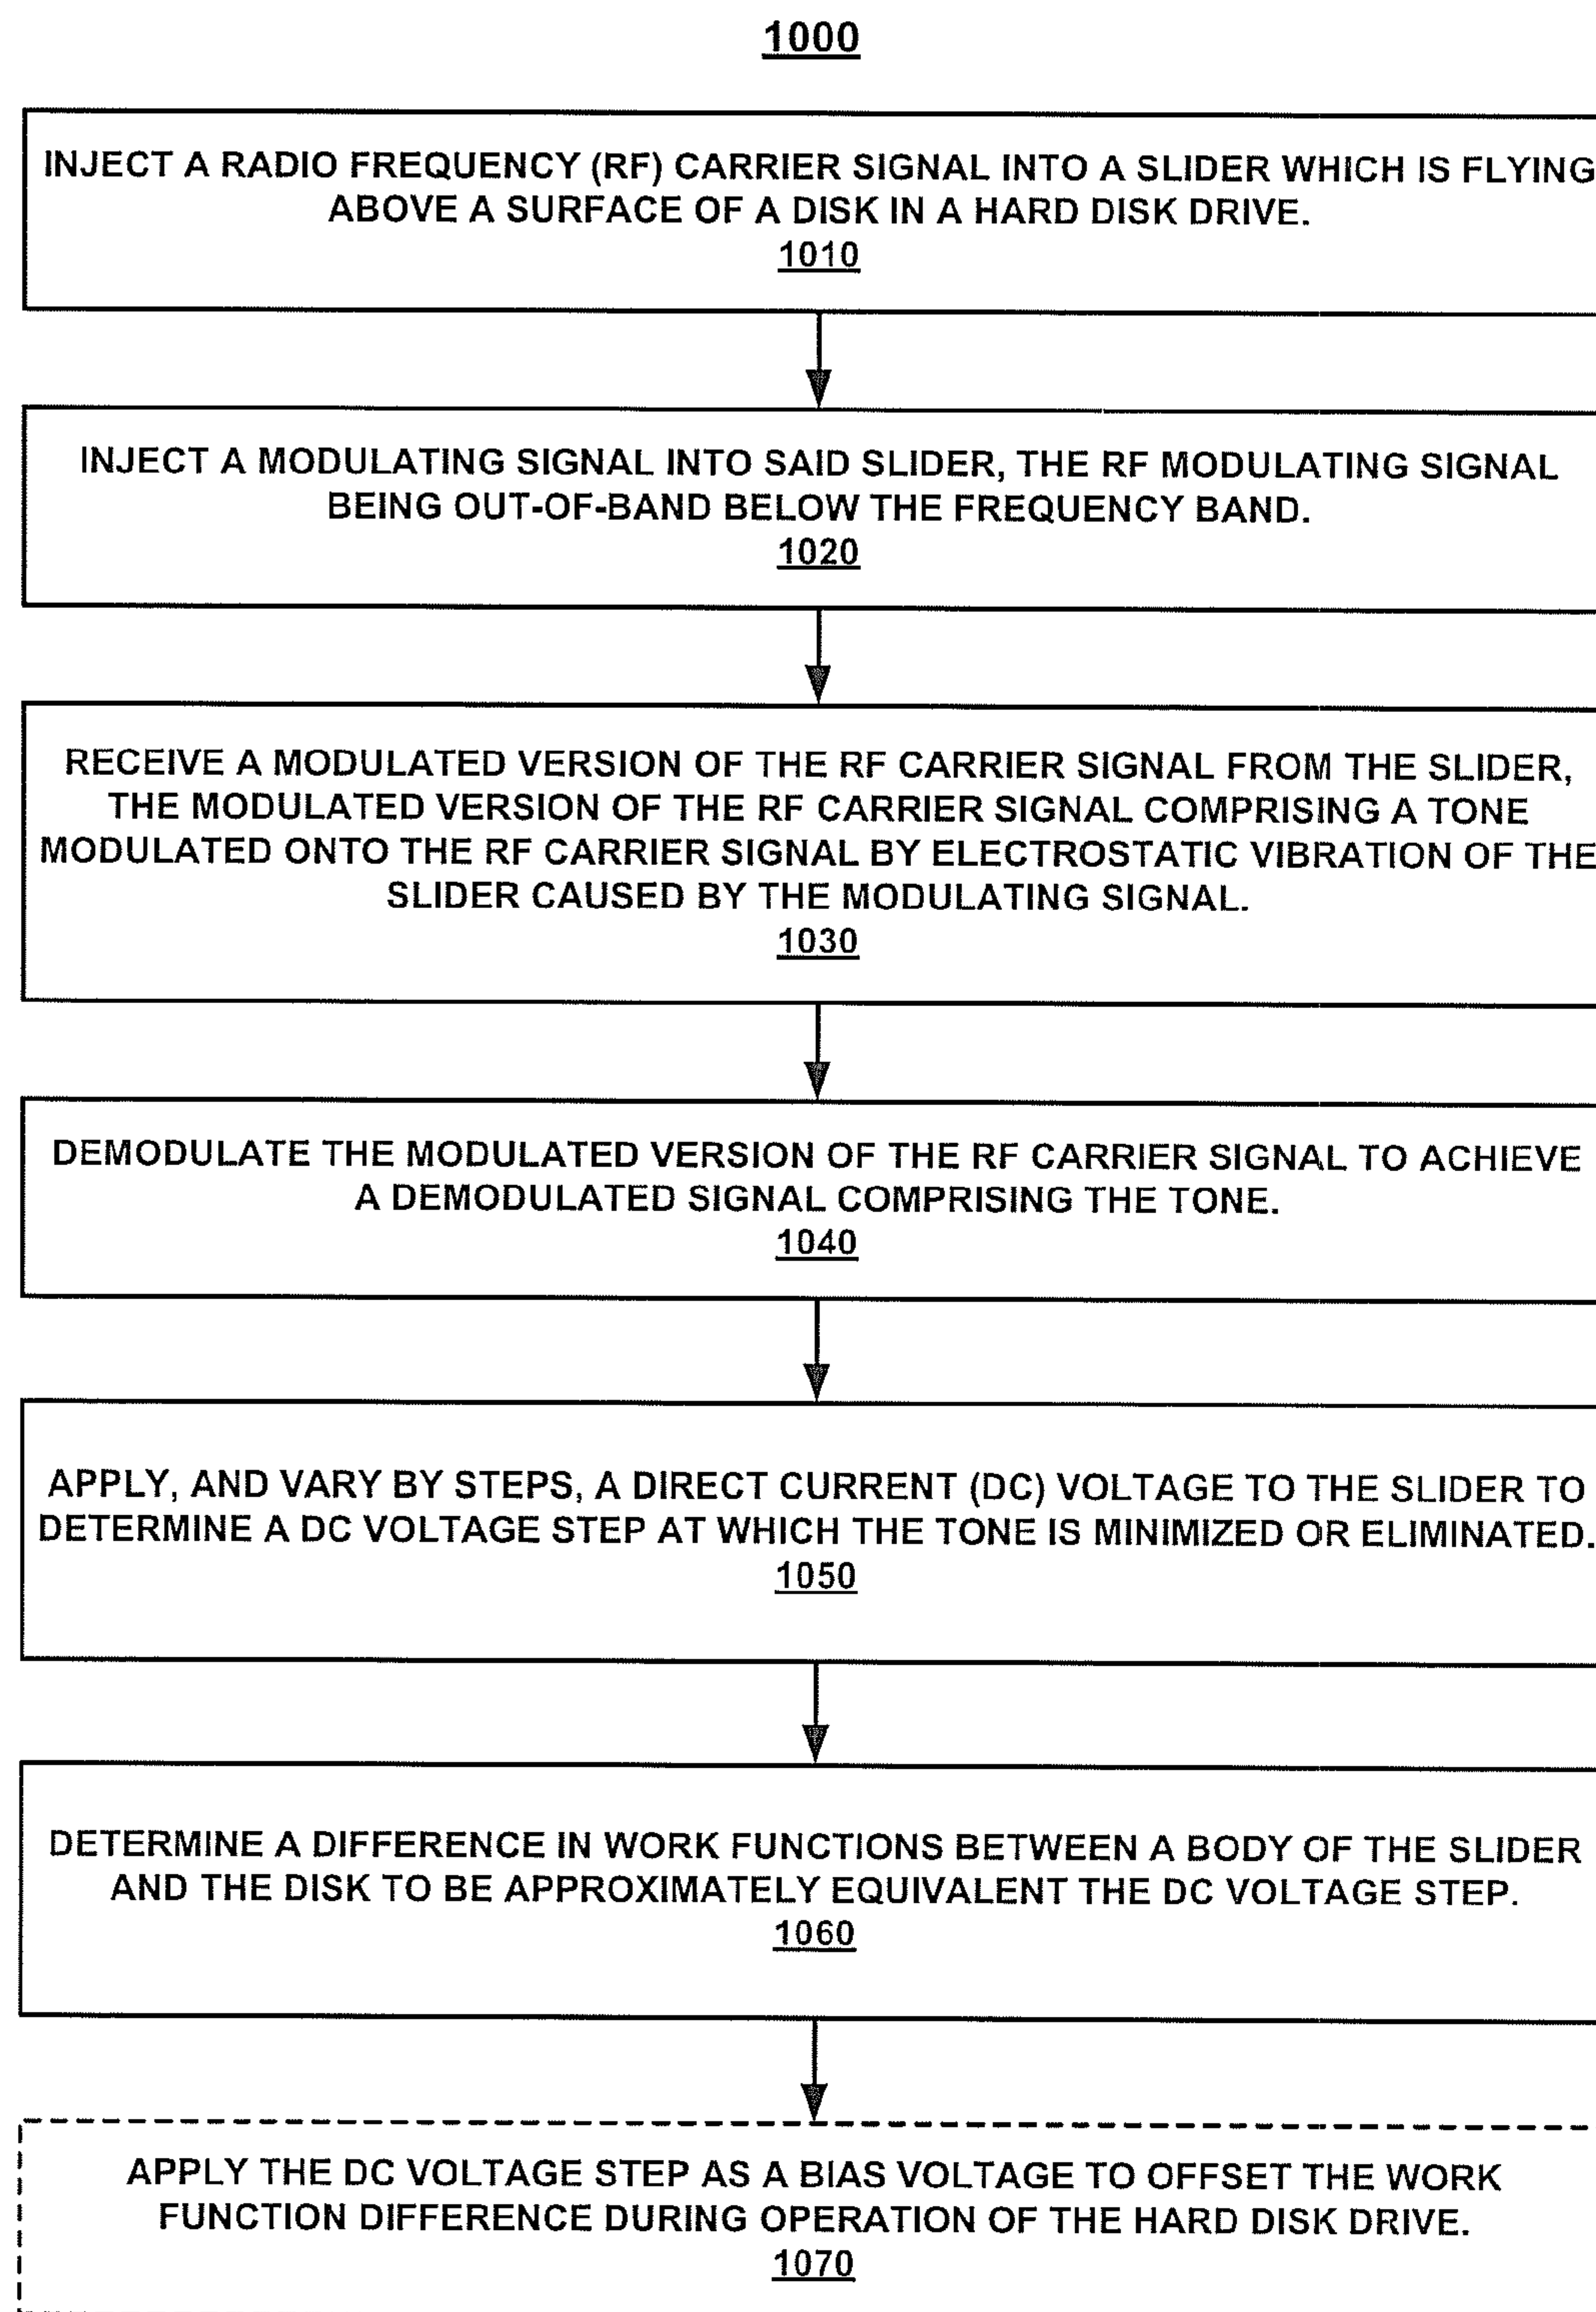 1000
INJECT A RADIO FREQUENCY (RF) CARRIER SIGNAL INTO A SLIDER WHICH IS FLYING
ABOVE A SURFACE OF A DISK IN A HARD DISK DRIVE.
1010
INJECT A MODULATING SIGNAL INTO SAID SLIDER, THE RF MODULATING SIGNAL
BEING OUT-OF-BAND BELOW THE FREQUENCY BAND.
1020
RECEIVE A MODULATED VERSION OF THE RF CARRIER SIGNAL FROM THE SLIDER,
THE MODULATED VERSION OF THE RF CARRIER SIGNAL COMPRISING A TONE
MODULATED ONTO THE RF CARRIER SIGNAL BY ELECTROSTATIC VIBRATION OF THE
SLIDER CAUSED BY THE MODULATING SIGNAL.
1030
DEMODULATE THE MODULATED VERSION OF THE RF CARRIER SIGNAL TO ACHIEVE
A DEMODULATED SIGNAL COMPRISING THE TONE.
1040
APPLY, AND VARY BY STEPS, A DIRECT CURRENT (DC) VOLTAGE TO THE SLIDER TO
DETERMINE A DC VOLTAGE STEP AT WHICH THE TONE IS MINIMIZED OR ELIMINATED.
1050
DETERMINE A DIFFERENCE IN WORK FUNCTIONS BETWEEN A BODY OF THE SLIDER
AND THE DISK TO BE APPROXIMATELY EQUIVALENT THE DC VOLTAGE STEP.
1060
APPLY THE DC VOLTAGE STEP AS A BIAS VOLTAGE TO OFFSET THE WORK
FUNCTION DIFFERENCE DURING OPERATION OF THE HARD DISK DRIVE.
1070